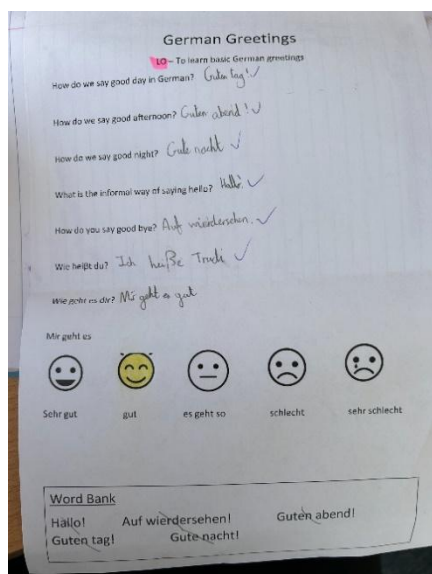 German Greetings
LO – To learn basic German greetings
How do we say good day in German? Guten tag! ✓
How do we say good afternoon? Guten abend! ✓
How do we say good night? Gute nacht ✓
What is the informal way of saying hello? Hallo! ✓
How do you say good bye? Auf wierdersehen. ✓
Wie heißt du? Ich heiße Trudi ✓
Wie geht es dir? Mir geht es gut
Mir geht es
Sehr gut gut es geht so schlecht sehr schlecht
Word Bank
Hallo! Auf wierdersehen! Guten abend!
Guten tag! Gute nacht!